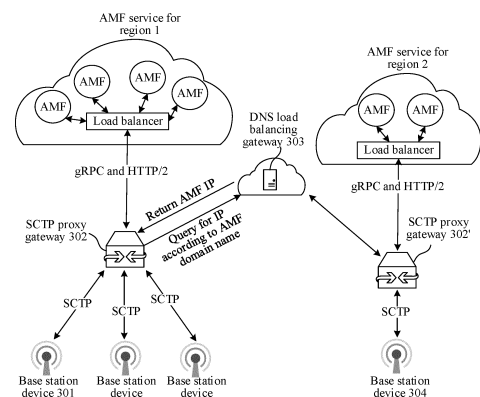 AMF service for
region 1
AMF service for
region 2
AMF
AMF
AMF
AMF
Load balancer
DNS load
balancing
gateway 303
AMF
AMF
Load balancer
gRPC and HTTP/2
gRPC and HTTP/2
Return AMF IP
Query for IP
according to AMF
domain name
SCTP proxy
gateway 302
SCTP proxy
gateway 302'
SCTP
SCTP
SCTP
SCTP
Base station
device 301
Base station
device
Base station
device
Base station
device 304